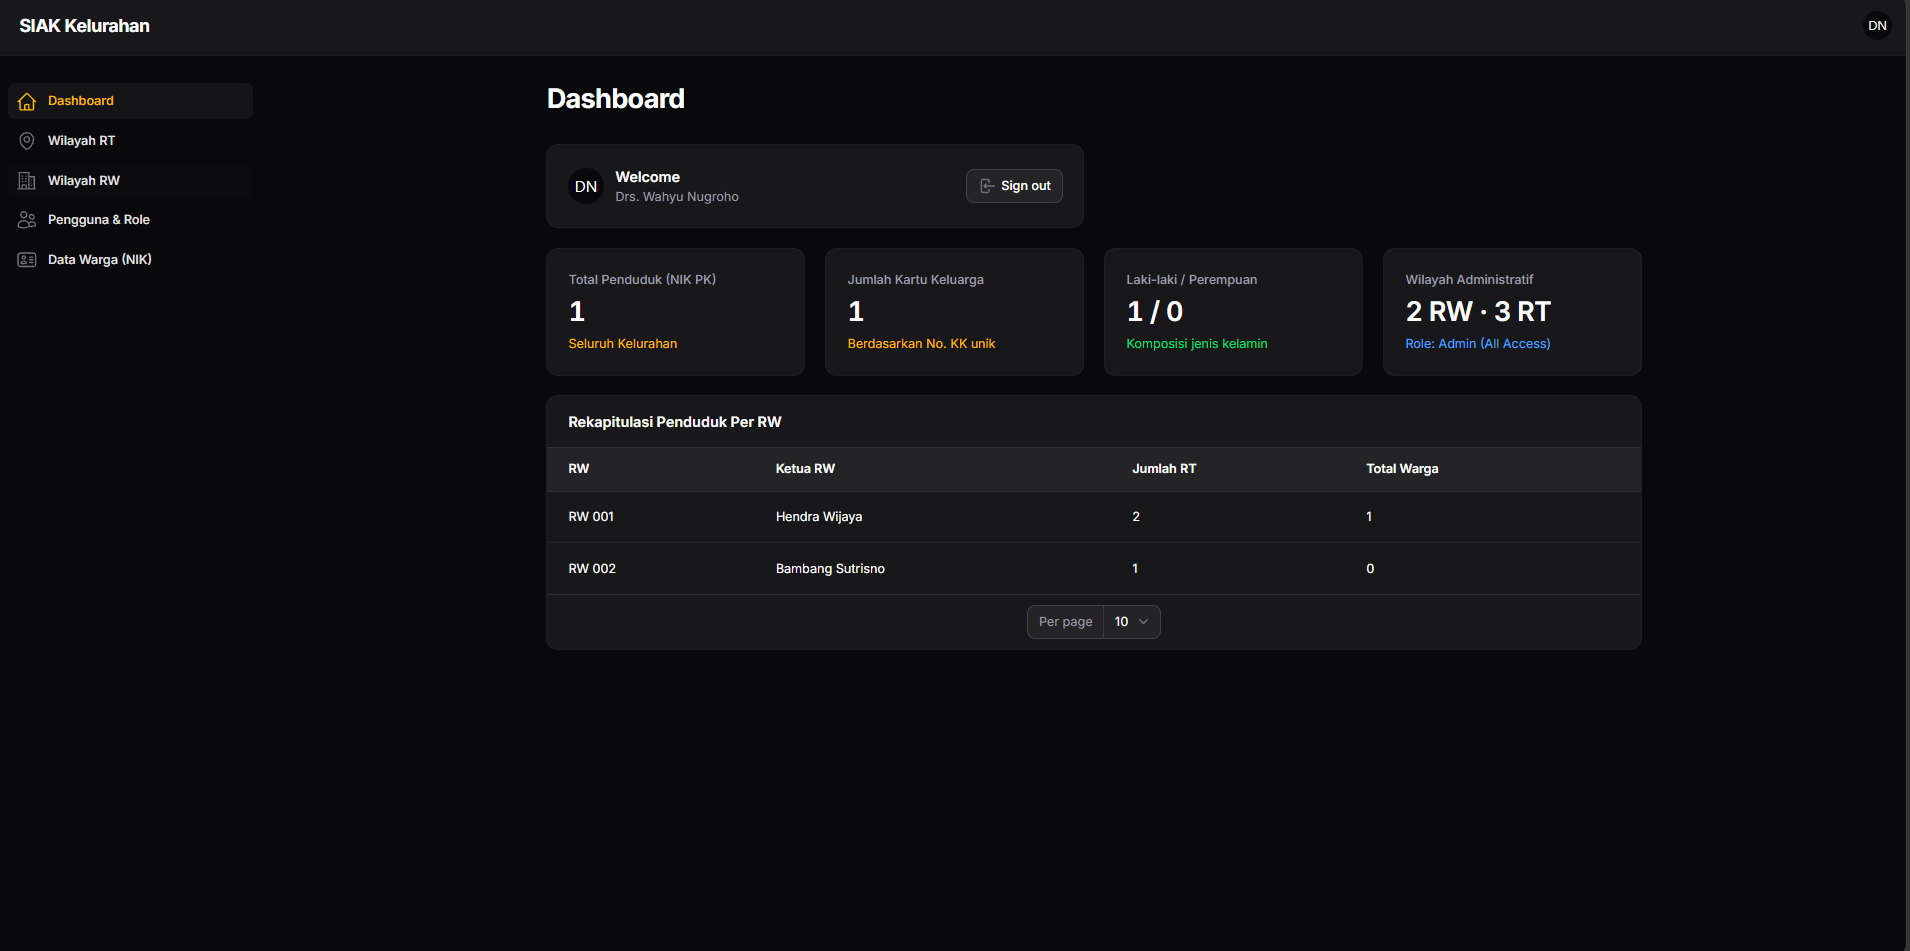 SIAK Kelurahan
DN
Dashboard
Wilayah RT
Wilayah RW
Pengguna & Role
Data Warga (NIK)
Dashboard
DN
Welcome
Drs. Wahyu Nugroho
Sign out
Total Penduduk (NIK PK)
1
Seluruh Kelurahan
Jumlah Kartu Keluarga
1
Berdasarkan No. KK unik
Laki-laki / Perempuan
1 / 0
Komposisi jenis kelamin
Wilayah Administratif
2 RW · 3 RT
Role: Admin (All Access)
Rekapitulasi Penduduk Per RW
RW Ketua RW Jumlah RT Total Warga
RW 001 Hendra Wijaya 2 1
RW 002 Bambang Sutrisno 1 0
Per page 10